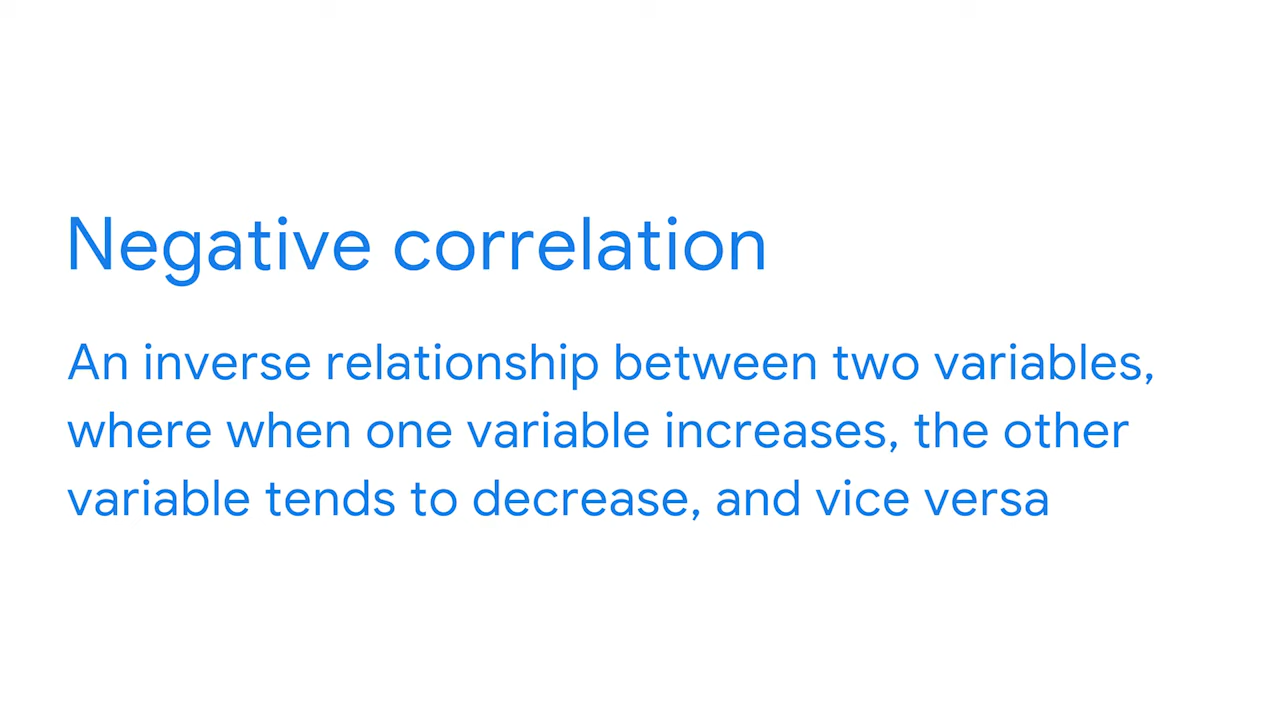 Negative correlation
An inverse relationship between two variables,
where when one variable increases, the other
variable tends to decrease, and vice versa